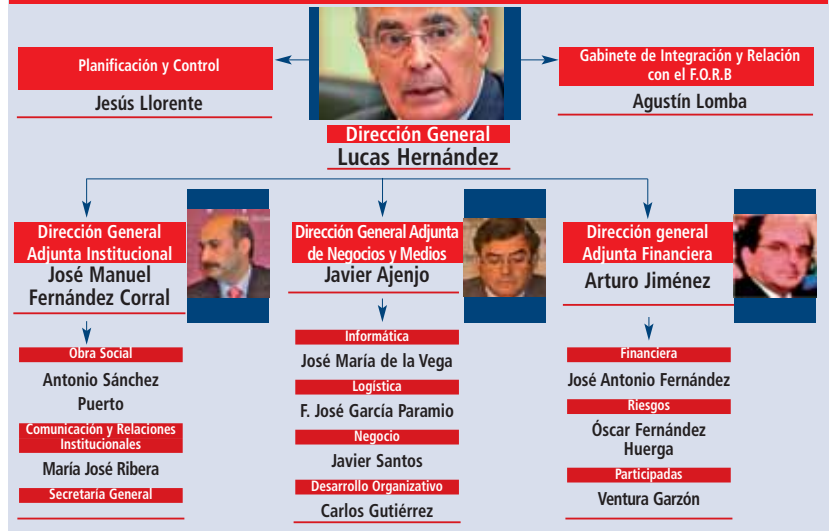 Planificación y Control
Jesús Llorente
Gabinete de Integración y Relación
con el F.O.R.B
Agustín Lomba
Dirección General
Lucas Hernández
Dirección General
Adjunta Institucional
José Manuel
Fernández Corral
Obra Social
Antonio Sánchez
Puerto
Comunicación y Relaciones
Institucionales
María José Ribera
Secretaría General
Dirección General Adjunta
de Negocios y Medios
Javier Ajenjo
Informática
José María de la Vega
Logística
F. José García Paramio
Negocio
Javier Santos
Desarrollo Organizativo
Carlos Gutiérrez
Dirección general
Adjunta Financiera
Arturo Jiménez
Financiera
José Antonio Fernández
Riesgos
Óscar Fernández
Huerga
Participadas
Ventura Garzón